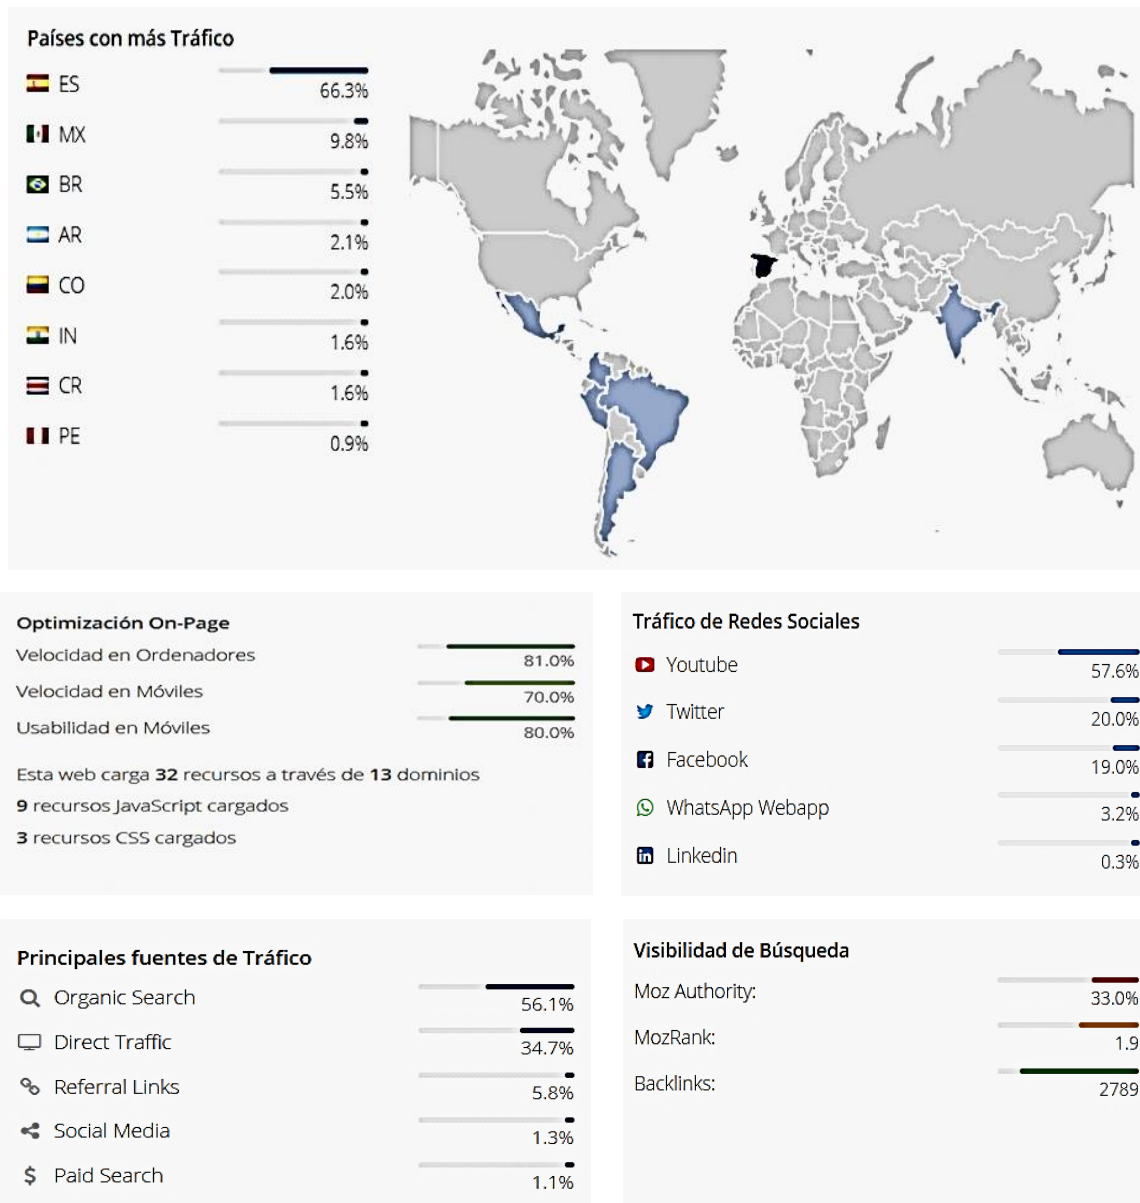 Países con más Tráfico
ES
66.3%
MX
9.8%
BR
5.5%
AR
2.1%
CO
2.0%
IN
1.6%
CR
1.6%
PE
0.9%
Optimización On-Page
Velocidad en Ordenadores
81.0%
Velocidad en Móviles
70.0%
Usabilidad en Móviles
80.0%
Esta web carga 32 recursos a través de 13 dominios
9 recursos JavaScript cargados
3 recursos CSS cargados
Tráfico de Redes Sociales
Youtube
57.6%
Twitter
20.0%
Facebook
19.0%
WhatsApp Webapp
3.2%
Linkedin
0.3%
Principales fuentes de Tráfico
Organic Search
56.1%
Direct Traffic
34.7%
Referral Links
5.8%
Social Media
1.3%
Paid Search
1.1%
Visibilidad de Búsqueda
Moz Authority:
33.0%
MozRank:
1.9
Backlinks:
2789